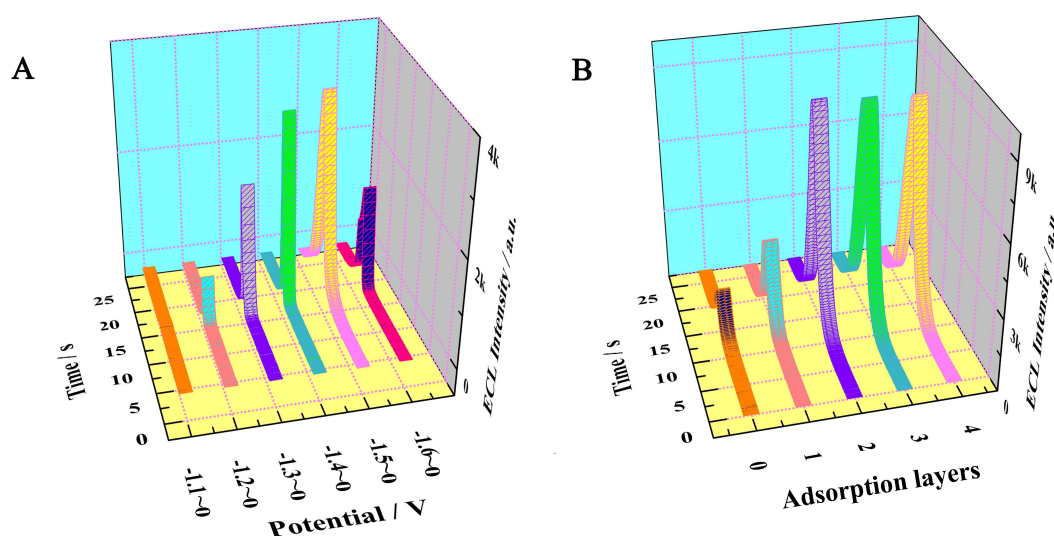 A
4k
2k
0
ECL Intensity / a.u.
25
20
15
10
5
0
Time / s
-1.1~0
-1.2~0
-1.3~0
-1.4~0
-1.5~0
-1.6~0
Potential / V
B
9k
6k
3k
0
ECL Intensity / a.u.
25
20
15
10
5
0
Time / s
0
1
2
3
4
Adsorption layers